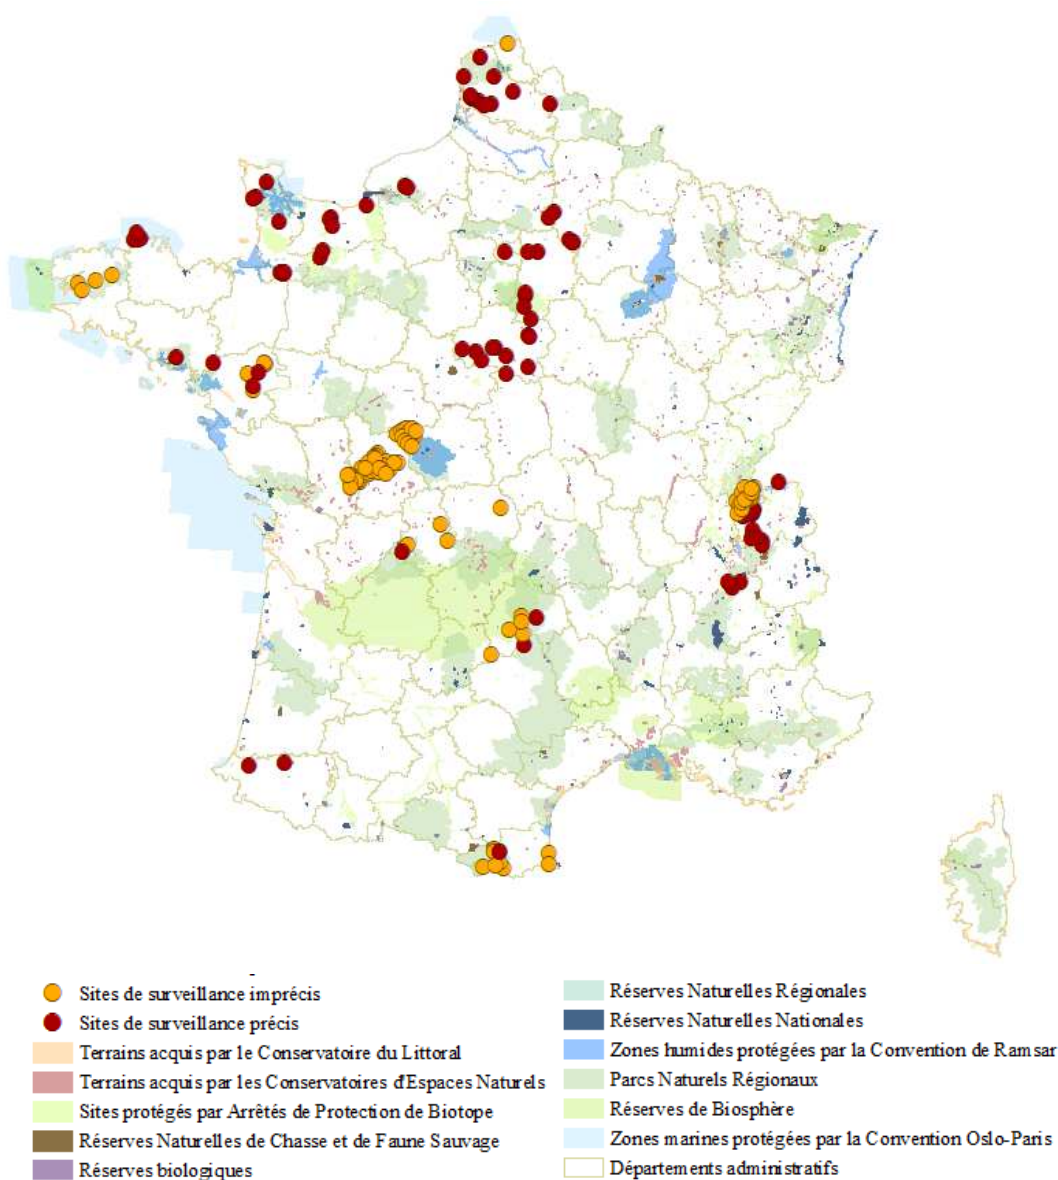 Sites de surveillance imprécis
Sites de surveillance précis
Terrains acquis par le Conservatoire du Littoral
Terrains acquis par les Conservatoires d'Espaces Naturels
Sites protégés par Arrêtés de Protection de Biotope
Réserves Naturelles de Chasse et de Faune Sauvage
Réserves biologiques
Réserves Naturelles Régionales
Réserves Naturelles Nationales
Zones humides protégées par la Convention de Ramsar
Parcs Naturels Régionaux
Réserves de Biosphère
Zones marines protégées par la Convention Oslo-Paris
Départements administratifs